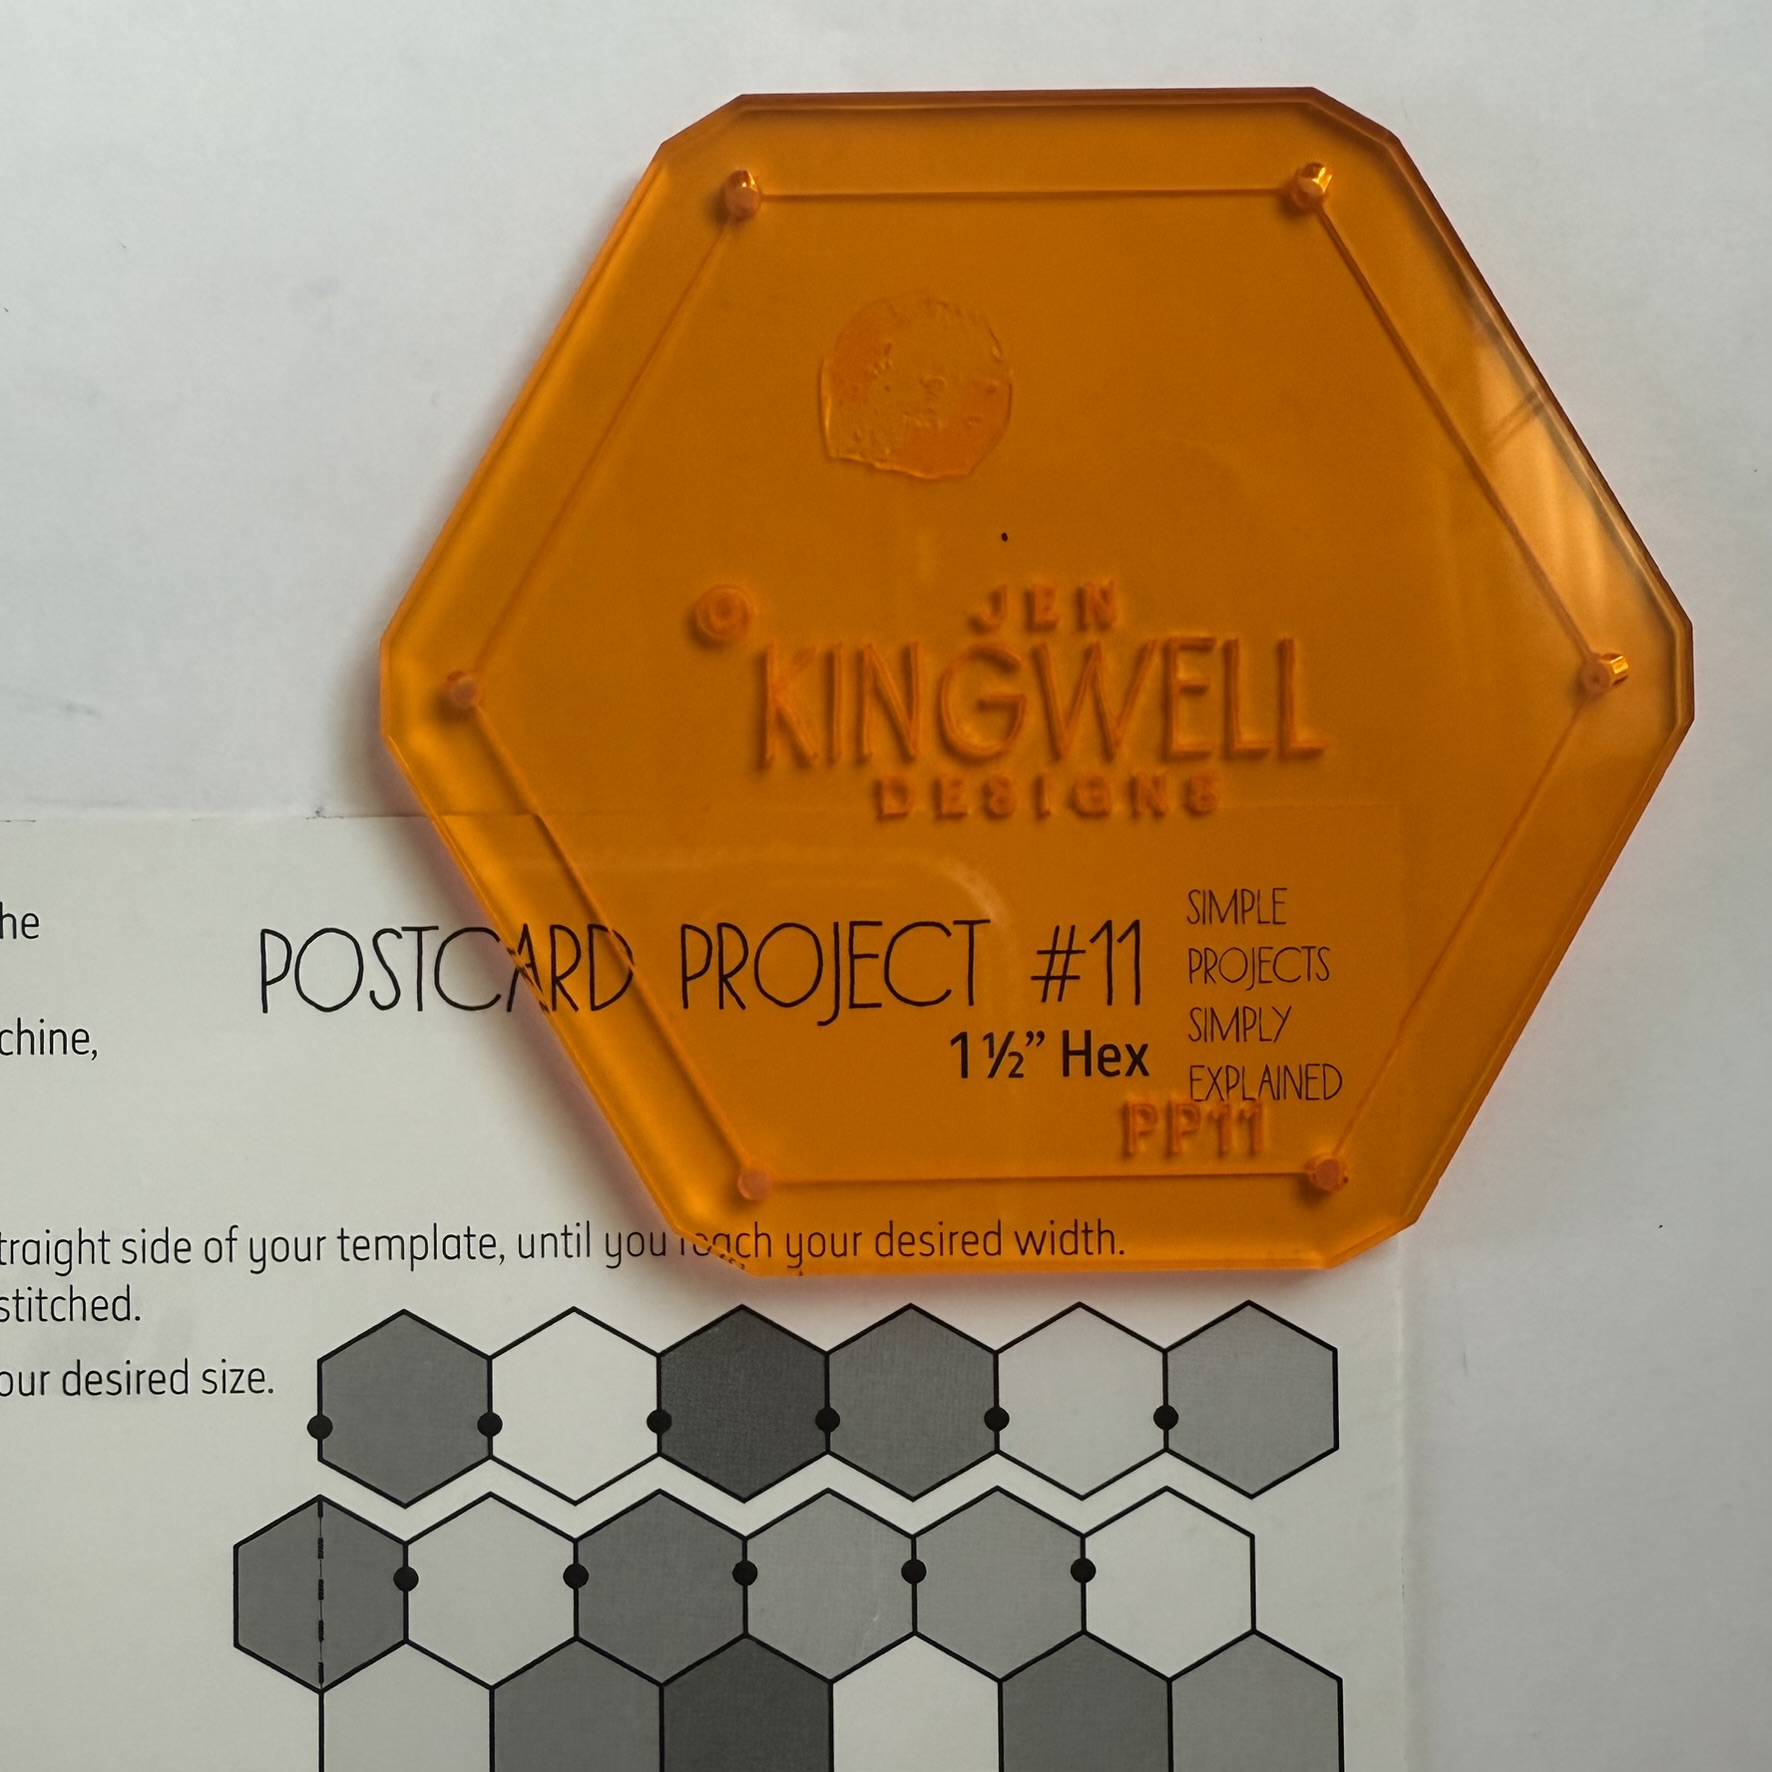 ©
JEN
KINGWELL
DESIGNS
he
chine,
POSTCARD PROJECT #11
1 ½” Hex
SIMPLE
PROJECTS
SIMPLY
EXPLAINED
PP11
traight side of your template, until you reach your desired width.
stitched.
our desired size.